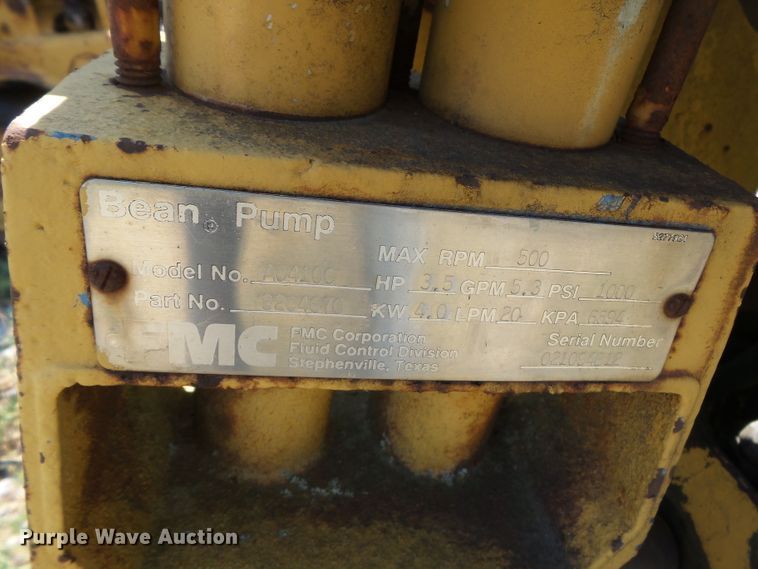 Bean® Pump
MAX RPM 500
Model No. HP 3.5 GPM 5.3 PSI 1000
Part No. KW 4.0 LPM 20 KPA 6894
FMC FMC Corporation
Fluid Control Division
Stephenville, Texas
Serial Number
Purple Wave Auction